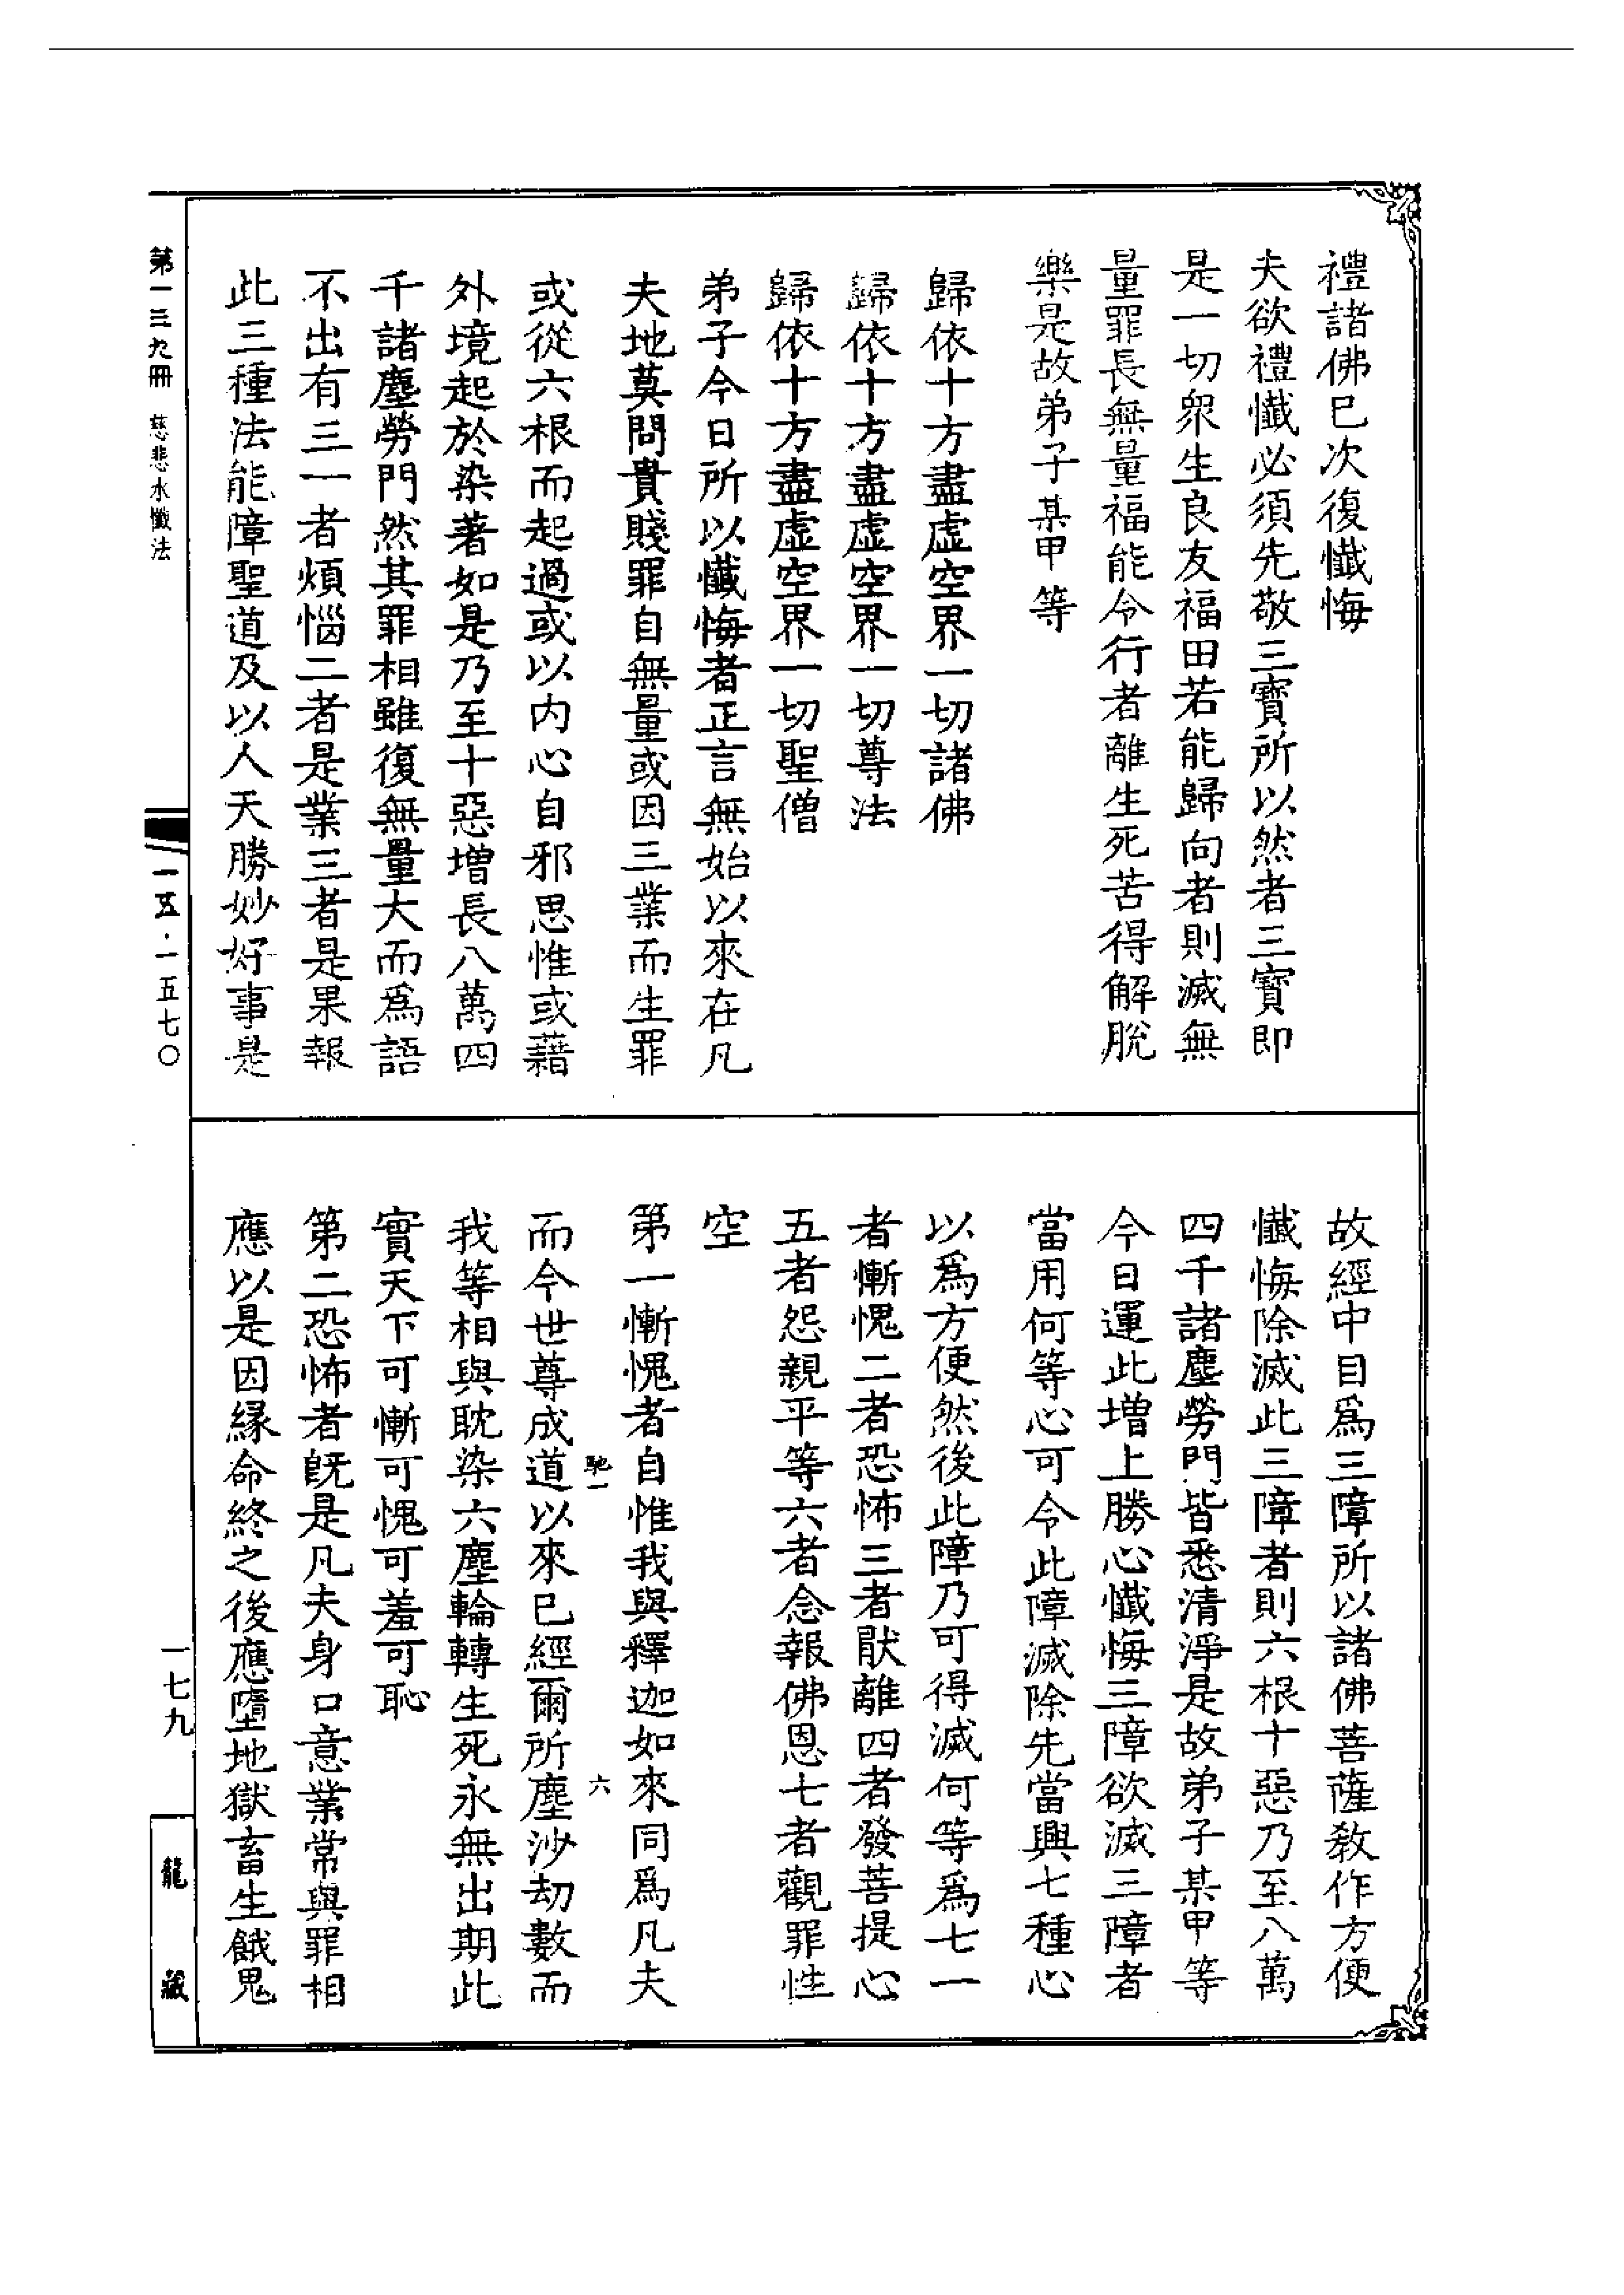 禮諸佛已次復懺悔
夫欲禮懺必須先敬三寶所以然者三寶即
是一切衆生良友福田若能歸向者則滅無
量罪長無量福能令行者離生死苦得解脫
樂是故弟子某甲等
歸依十方盡虛空界一切諸佛
歸依十方盡虛空界一切尊法
歸依十方盡虛空界一切聖僧
弟子今日所以懺悔者正言無始以來在凡
夫地莫問貴賤罪自無量或因三業而生罪
或從六根而起過或以内心自邪思惟或藉
外境起於染著如是乃至十惡增長八萬四
千諸塵勞門然其罪相雖復無量大而爲語
不出有三一者煩惱二者是業三者是果報
此三種法能障聖道及以人天勝妙好事是
故經中目爲三障所以諸佛菩薩教作方便
懺悔除滅此三障者則六根十惡乃至八萬
四千諸塵勞門皆悉清淨是故弟子某甲等
今日運此增上勝心懺悔三障欲滅三障者
當用何等心可令此障滅除先當興七種心
以爲方便然後此障乃可得滅何等爲七一
者慚愧二者恐怖三者猒離四者發菩提心
五者怨親平等六者念報佛恩七者觀罪性
空
第一慚愧者自惟我與釋迦如來同爲凡夫
馳一
六
而今世尊成道以來已經爾所塵沙劫數而
我等相與耽染六塵輪轉生死永無出期此
實天下可慚可愧可羞可恥
第二恐怖者旣是凡夫身口意業常與罪相
應以是因緣命終之後應墮地獄畜生餓鬼
第一三九冊 慈悲水懺法
一五·一五七〇
一七九
龍藏